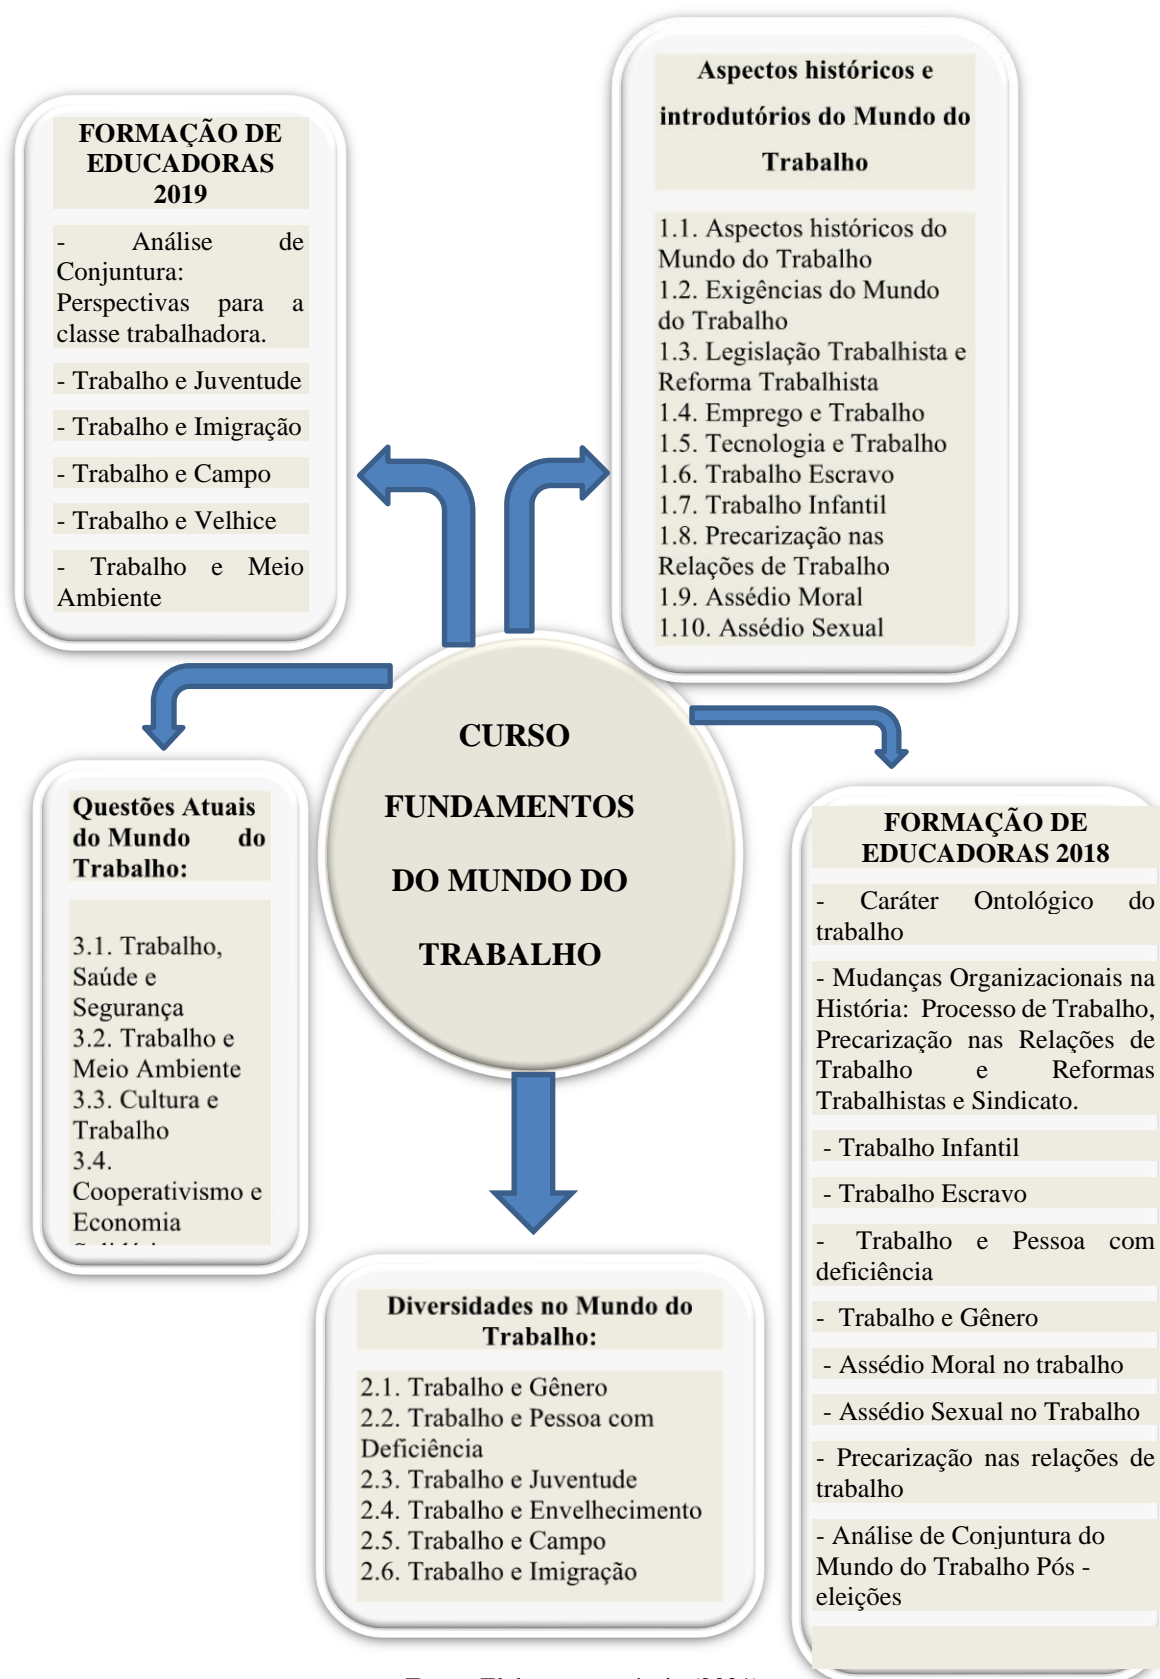 FORMAÇÃO DE
EDUCADORAS
2019
- Análise de
Conjuntura:
Perspectivas para a
classe trabalhadora.
- Trabalho e Juventude
- Trabalho e Imigração
- Trabalho e Campo
- Trabalho e Velhice
- Trabalho e Meio
Ambiente
Aspectos históricos e
introdutórios do Mundo do
Trabalho
1.1. Aspectos históricos do
Mundo do Trabalho
1.2. Exigências do Mundo
do Trabalho
1.3. Legislação Trabalhista e
Reforma Trabalhista
1.4. Emprego e Trabalho
1.5. Tecnologia e Trabalho
1.6. Trabalho Escravo
1.7. Trabalho Infantil
1.8. Precarização nas
Relações de Trabalho
1.9. Assédio Moral
1.10. Assédio Sexual
CURSO
FUNDAMENTOS
DO MUNDO DO
TRABALHO
Questões Atuais
do Mundo do
Trabalho:
3.1. Trabalho,
Saúde e
Segurança
3.2. Trabalho e
Meio Ambiente
3.3. Cultura e
Trabalho
3.4.
Cooperativismo e
Economia
FORMAÇÃO DE
EDUCADORAS 2018
- Caráter Ontológico do
trabalho
- Mudanças Organizacionais na
História: Processo de Trabalho,
Precarização nas Relações de
Trabalho e Reformas
Trabalhistas e Sindicato.
- Trabalho Infantil
- Trabalho Escravo
- Trabalho e Pessoa com
deficiência
- Trabalho e Gênero
- Assédio Moral no trabalho
- Assédio Sexual no Trabalho
- Precarização nas relações de
trabalho
- Análise de Conjuntura do
Mundo do Trabalho Pós -
eleições
Diversidades no Mundo do
Trabalho:
2.1. Trabalho e Gênero
2.2. Trabalho e Pessoa com
Deficiência
2.3. Trabalho e Juventude
2.4. Trabalho e Envelhecimento
2.5. Trabalho e Campo
2.6. Trabalho e Imigração